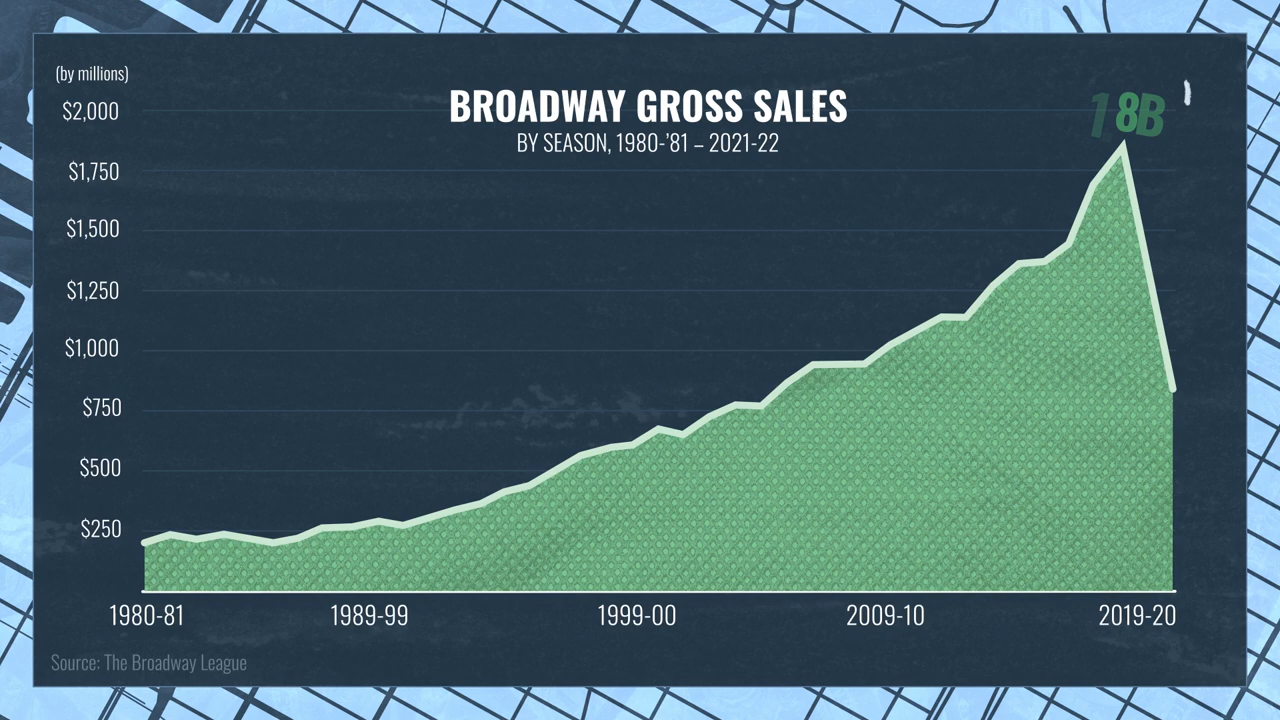 (by millions)
BROADWAY GROSS SALES
BY SEASON, 1980-’81 – 2021-22
$2,000
1 8B
$1,750
$1,500
$1,250
$1,000
$750
$500
$250
1980-81 1989-99 1999-00 2009-10 2019-20
Source: The Broadway League